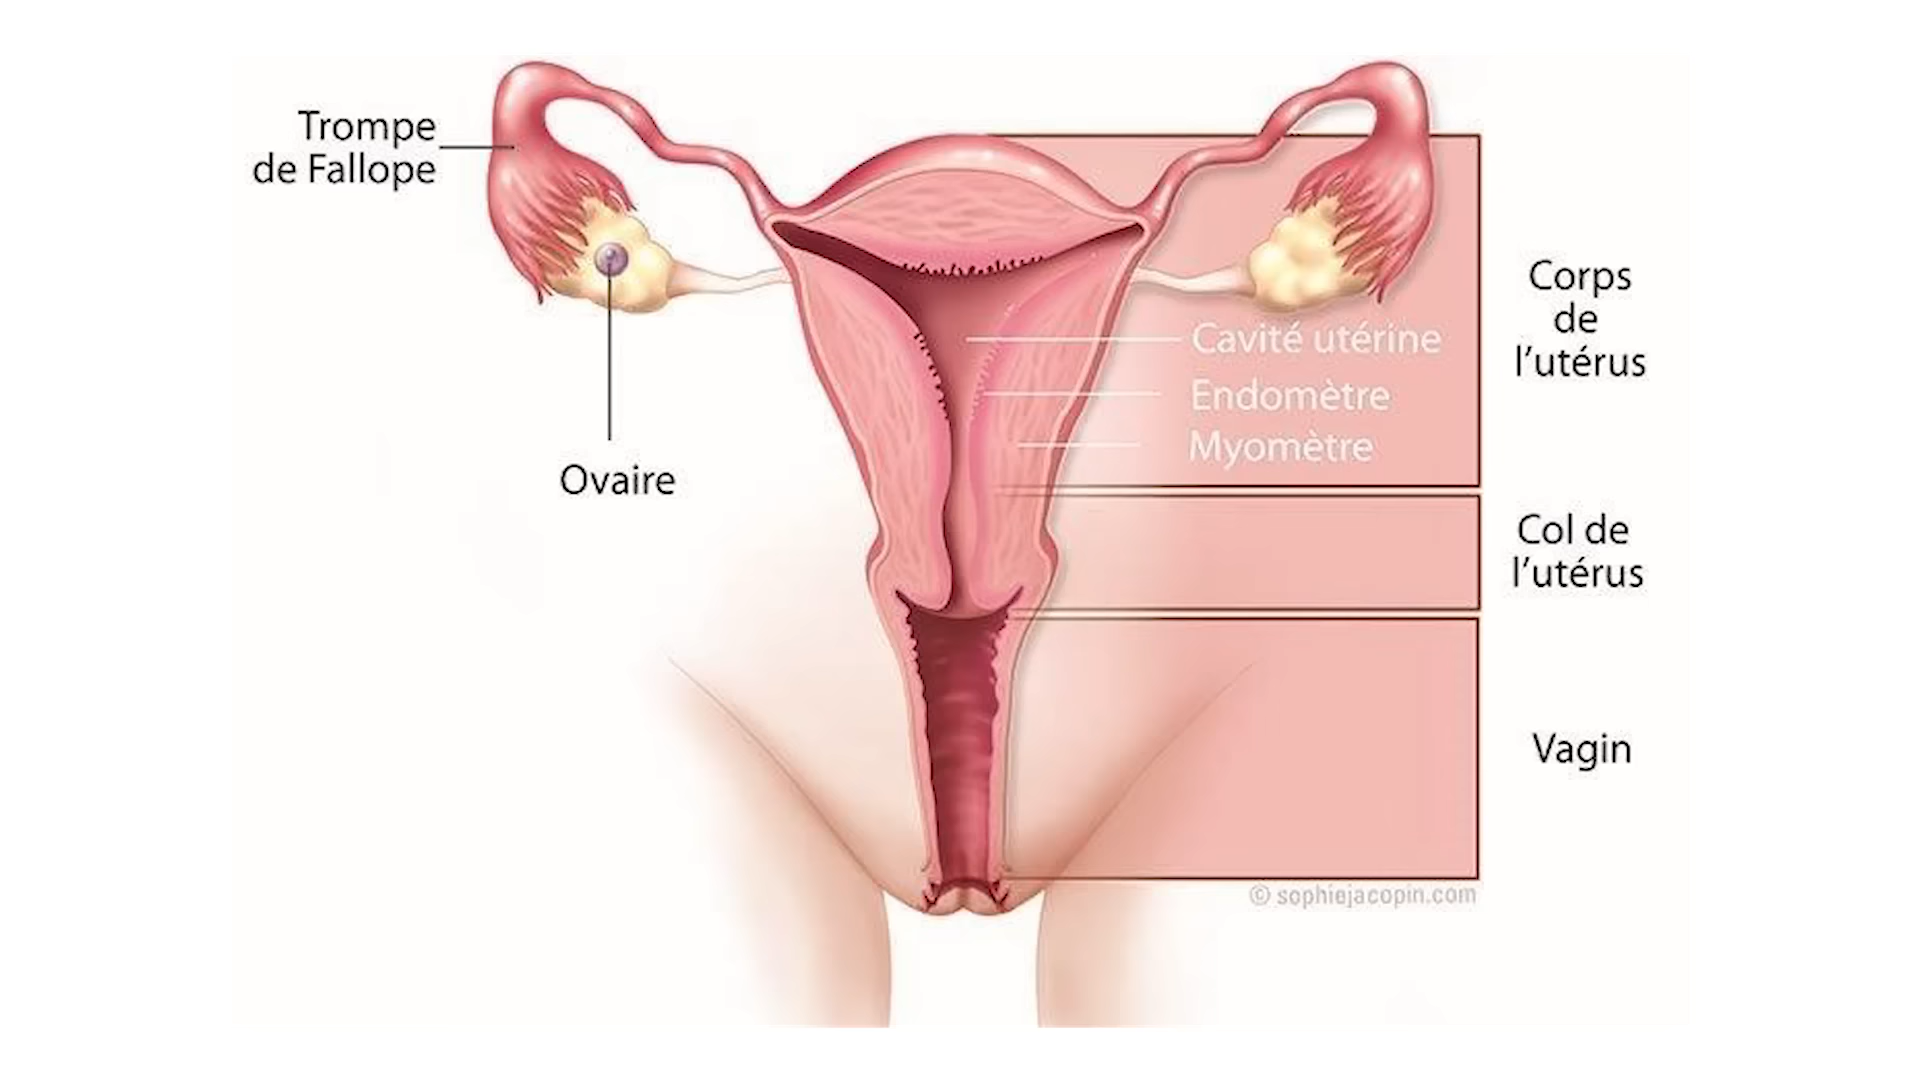 Trompe
de Fallope
Ovaire
Cavité utérine
Endomètre
Myomètre
Corps
de
l’utérus
Col de
l’utérus
Vagin
© sophiejacopin.com